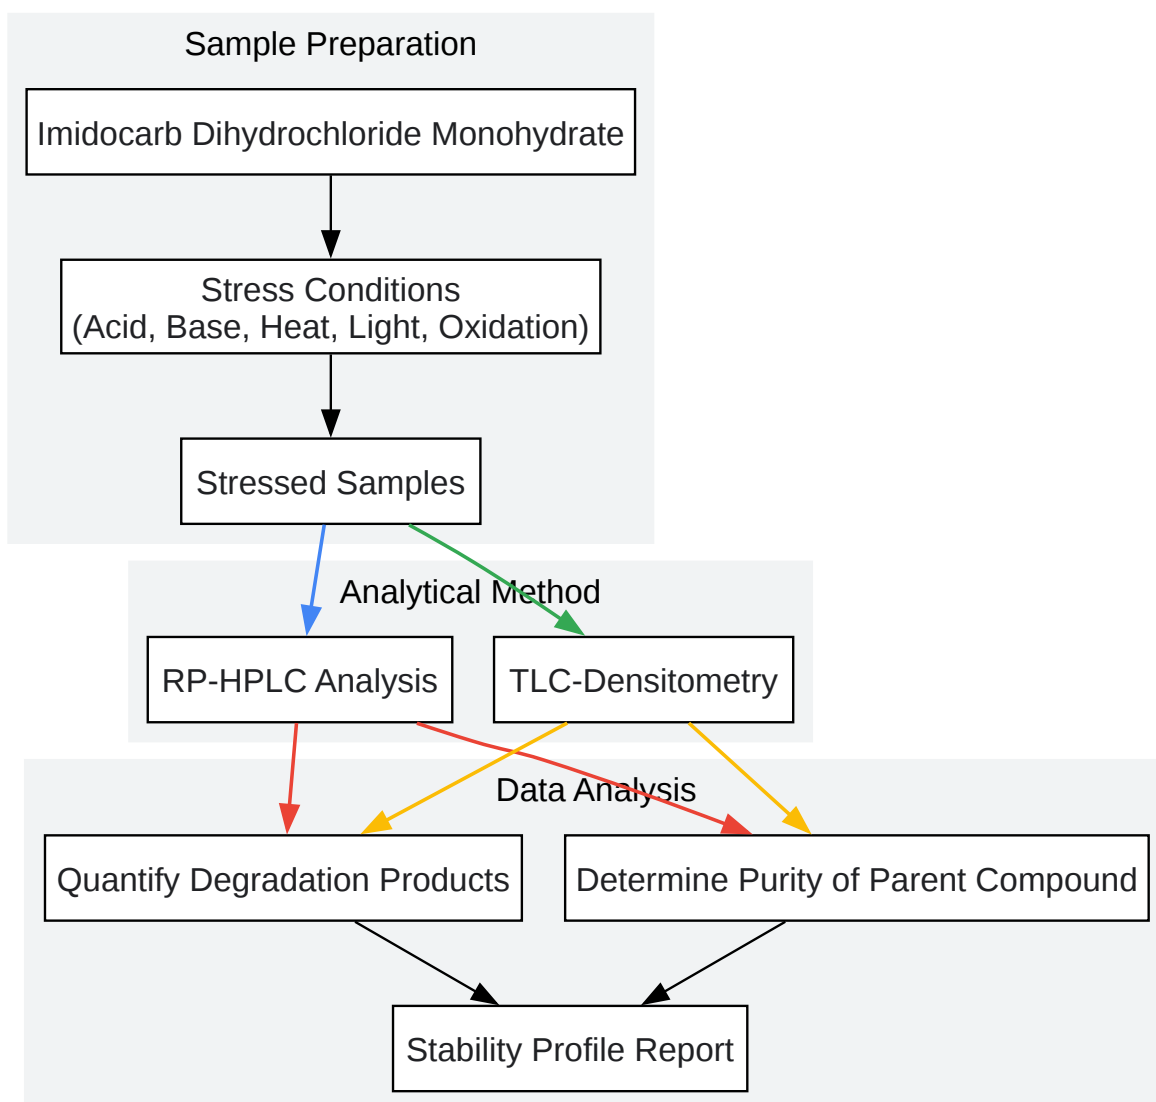 Sample Preparation
Imidocarb Dihydrochloride Monohydrate
Stress Conditions
(Acid, Base, Heat, Light, Oxidation)
Stressed Samples
Analytical Method
RP-HPLC Analysis
TLC-Densitometry
Data Analysis
Quantify Degradation Products
Determine Purity of Parent Compound
Stability Profile Report